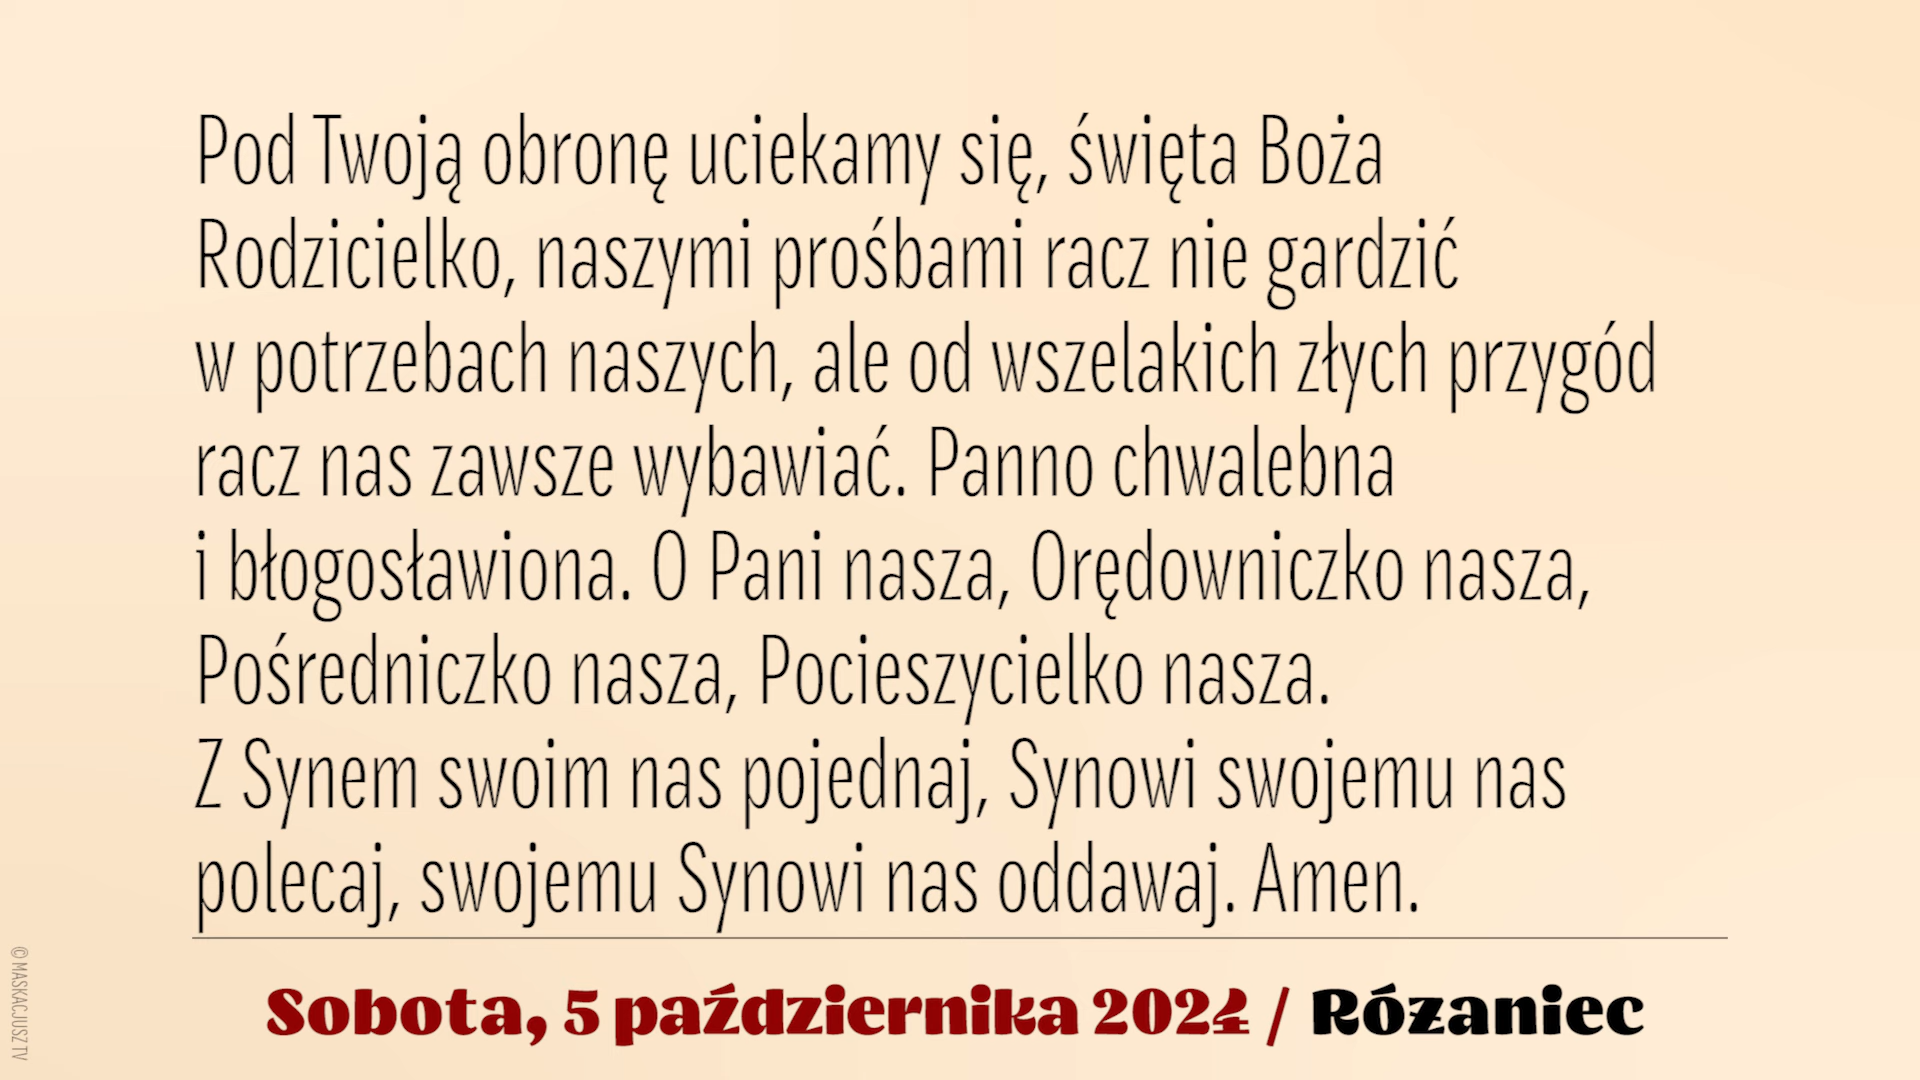 Pod Twoją obronę uciekamy się, święta Boża
Rodzicielko, naszymi prośbami racz nie gardzić
w potrzebach naszych, ale od wszelakich złych przygód
racz nas zawsze wybawiać. Panno chwalebna
i błogosławiona. O Pani nasza, Orędowniczko nasza,
Pośredniczko nasza, Pocieszycielko nasza.
Z Synem swoim nas pojednaj, Synowi swojemu nas
polecaj, swojemu Synowi nas oddawaj. Amen.
Sobota, 5 października 2024 / Różaniec
© MASKACJUSZ TV